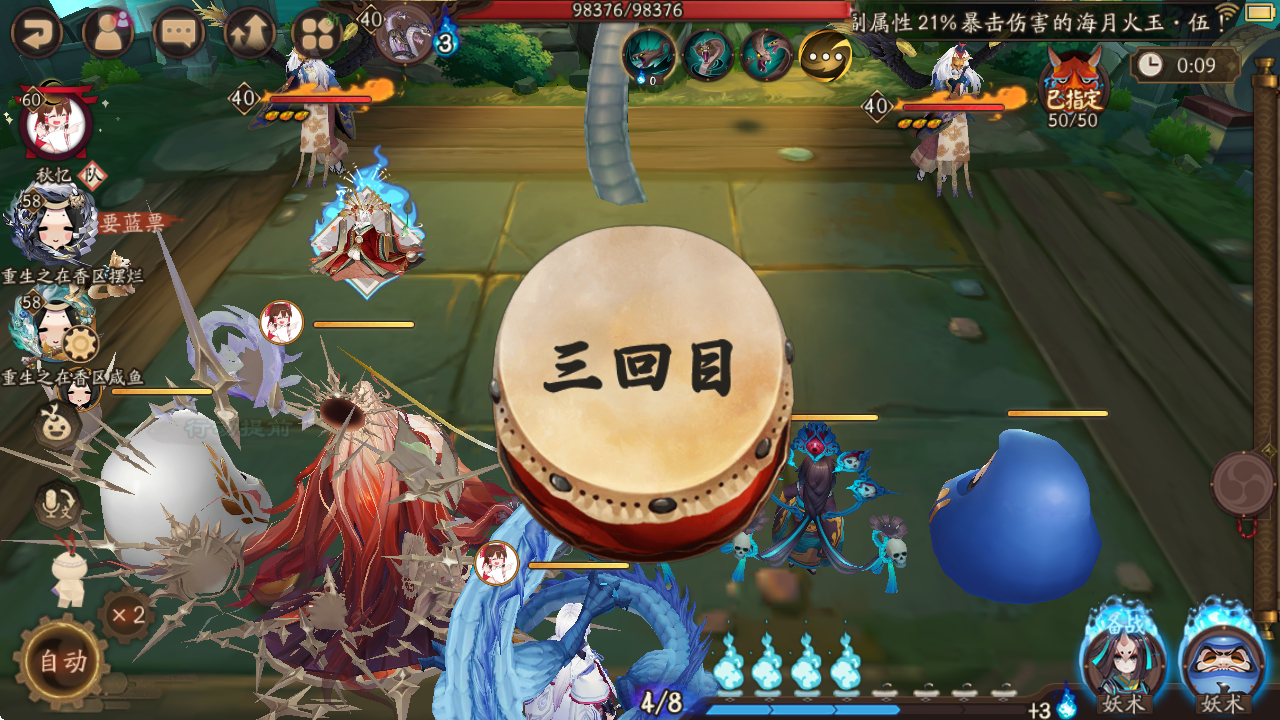 40
3
98376/98376
副属性21%暴击伤害的海月火玉·伍!
0
40
40
已指定
50/50
0:09
60
秋忆
队
58
要蓝票
重生之在香区摆烂
58
重生之在香区咸鱼
三回目
×2
自动
4/8
+3
备战
妖术
妖术